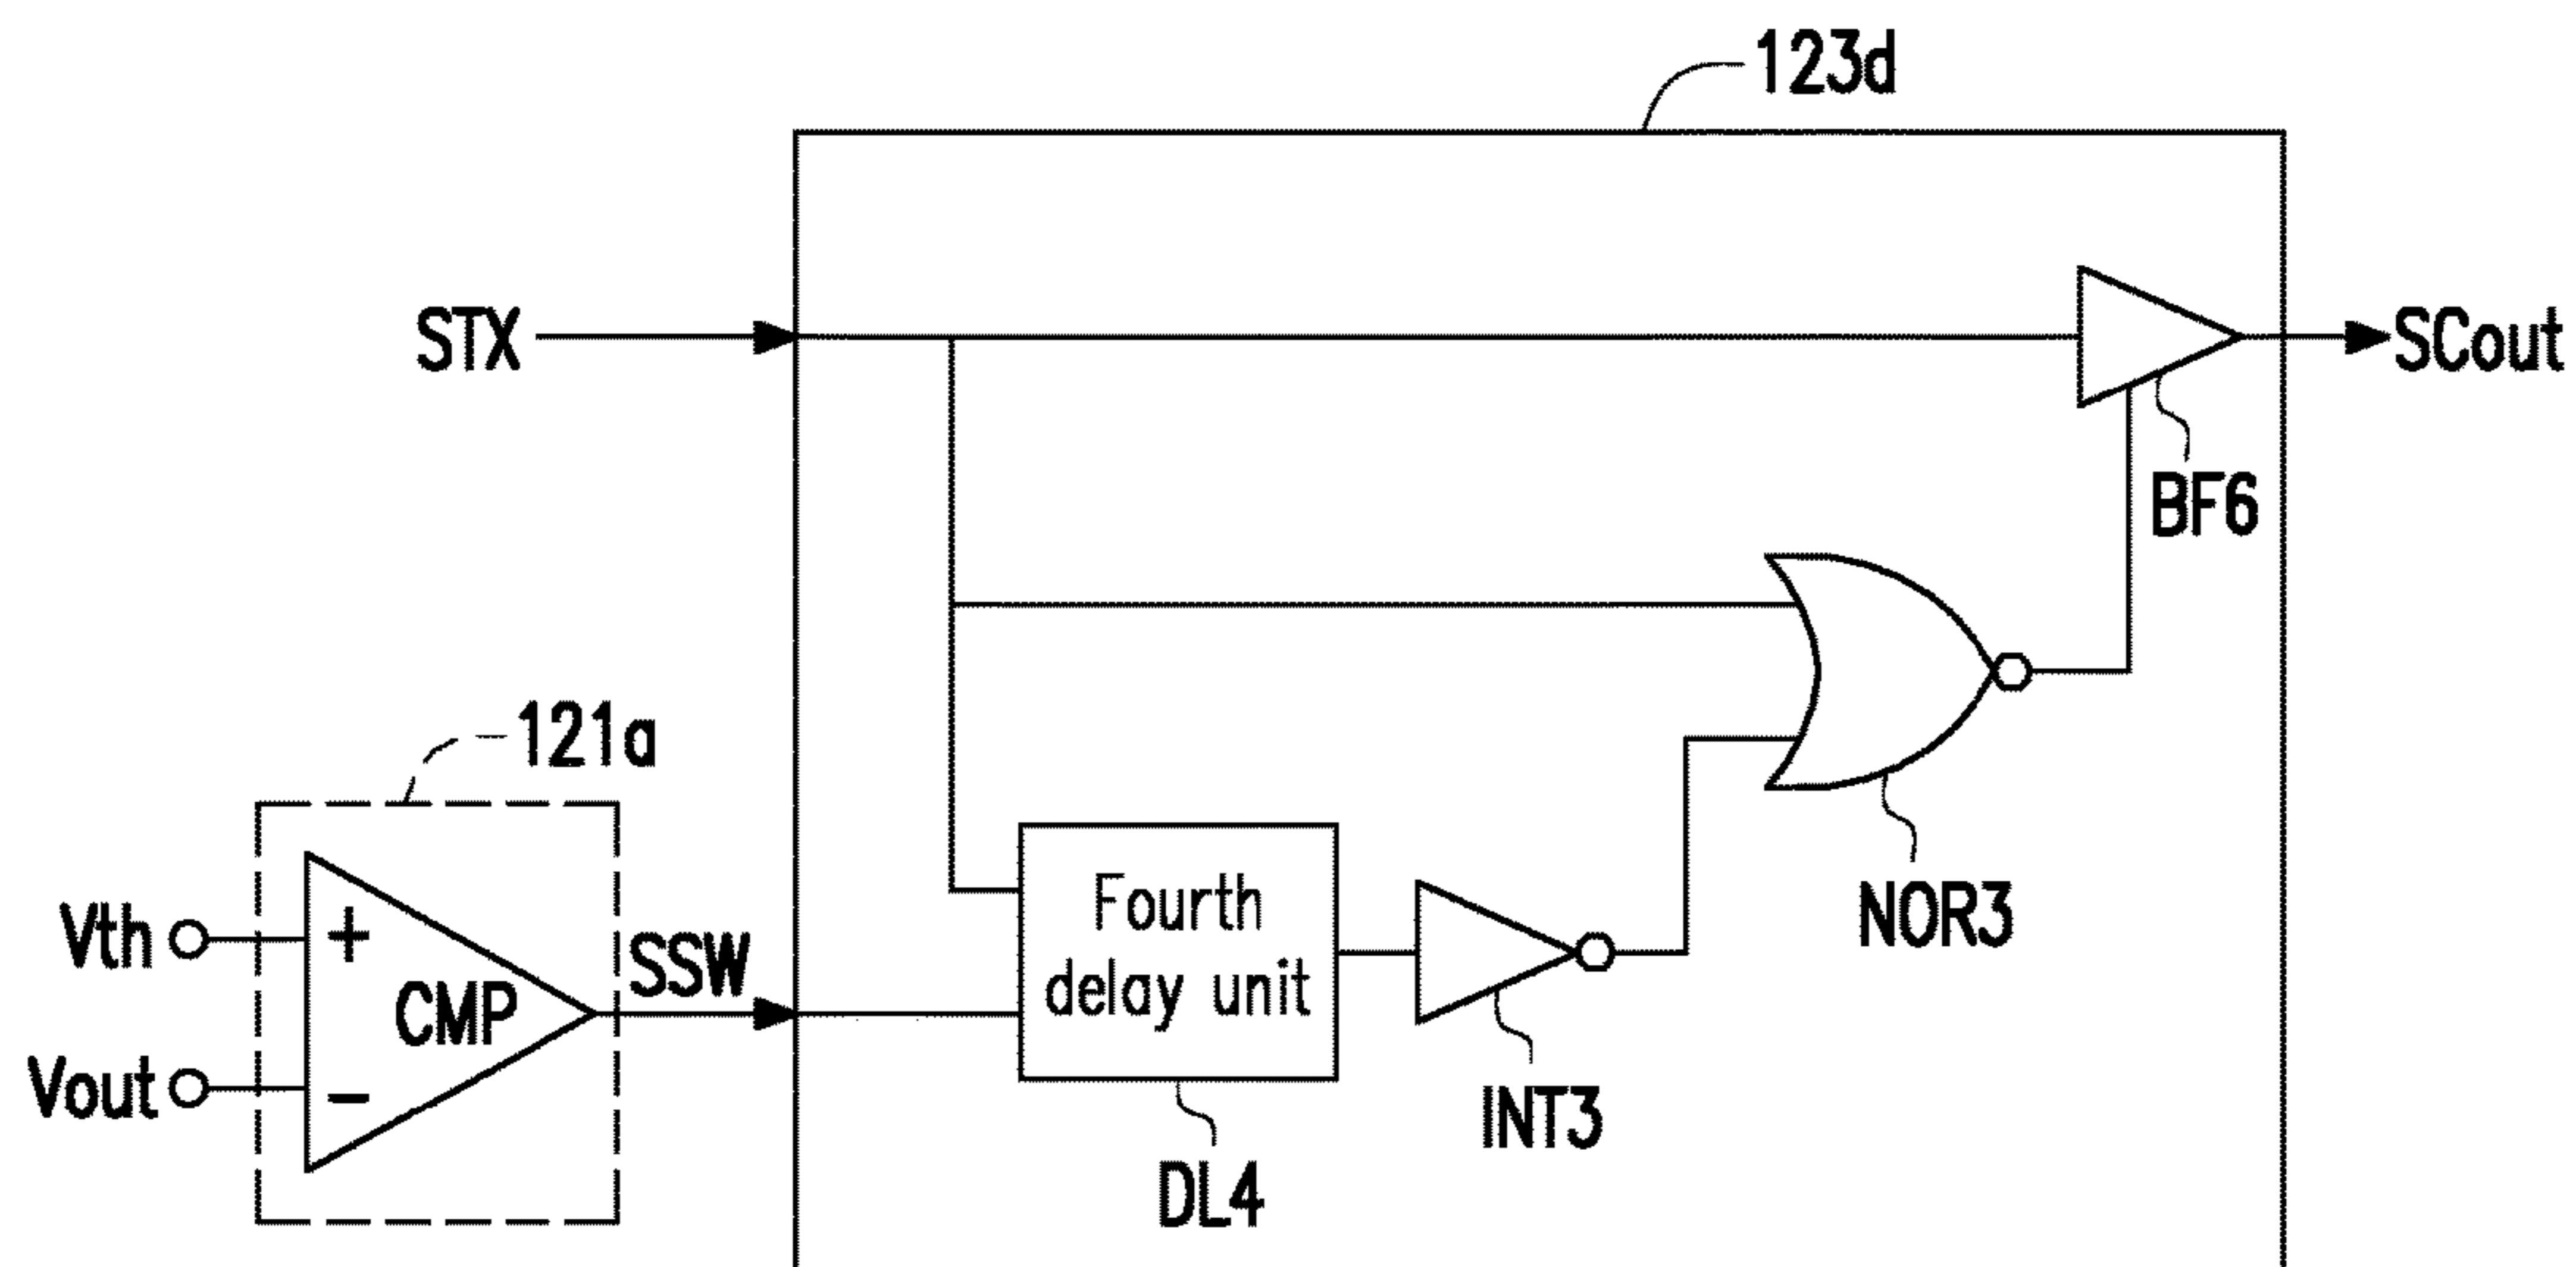 123d
STX
SCout
BF6
121a
NOR3
Vth
+
CMP
SSW
Fourth
delay unit
Vout
−
INT3
DL4